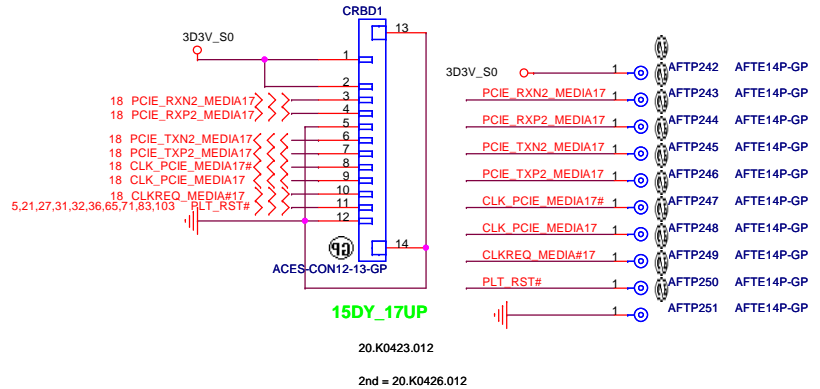 CRBD1
3D3V_S0
13
1
2
18 PCIE_RXN2_MEDIA17 3
18 PCIE_RXP2_MEDIA17 4
5
18 PCIE_TXN2_MEDIA17 6
18 PCIE_TXP2_MEDIA17 7
18 CLK_PCIE_MEDIA17# 8
18 CLK_PCIE_MEDIA17 9
18 CLKREQ_MEDIA#17 10
5,21,27,31,32,36,65,71,83,103 PLT_RST# 11
12
14
GP
ACES-CON12-13-GP
15DY_17UP
20.K0423.012
2nd = 20.K0426.012
3D3V_S0 1 AFTP242 AFTE14P-GP
PCIE_RXN2_MEDIA17 1 AFTP243 AFTE14P-GP
PCIE_RXP2_MEDIA17 1 AFTP244 AFTE14P-GP
PCIE_TXN2_MEDIA17 1 AFTP245 AFTE14P-GP
PCIE_TXP2_MEDIA17 1 AFTP246 AFTE14P-GP
CLK_PCIE_MEDIA17# 1 AFTP247 AFTE14P-GP
CLK_PCIE_MEDIA17 1 AFTP248 AFTE14P-GP
CLKREQ_MEDIA#17 1 AFTP249 AFTE14P-GP
PLT_RST# 1 AFTP250 AFTE14P-GP
1 AFTP251 AFTE14P-GP